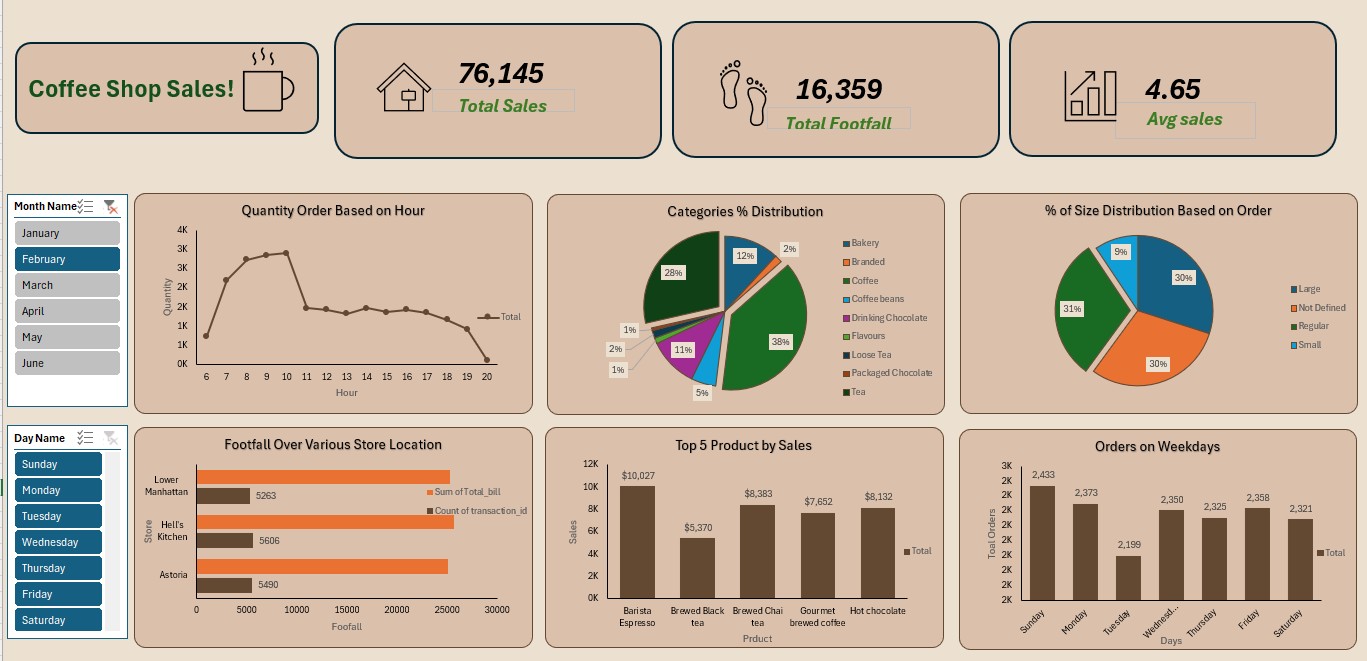 Coffee Shop Sales!
76,145
Total Sales
16,359
Total Footfall
4.65
Avg sales
Month Name
January
February
March
April
May
June
Quantity Order Based on Hour
4K
3K
3K
2K
2K
1K
1K
0K
Quantity
6 7 8 9 10 11 12 13 14 15 16 17 18 19 20
Hour
Total
Categories % Distribution
12%
2%
38%
5%
11%
1%
2%
1%
28%
Bakery
Branded
Coffee
Coffee beans
Drinking Chocolate
Flavours
Loose Tea
Packaged Chocolate
Tea
% of Size Distribution Based on Order
30%
30%
31%
9%
Large
Not Defined
Regular
Small
Day Name
Sunday
Monday
Tuesday
Wednesday
Thursday
Friday
Saturday
Footfall Over Various Store Location
Store
Lower
Manhattan
5263
Hell's
Kitchen
5606
Astoria
5490
Sum of Total_bill
Count of transaction_id
0 5000 10000 15000 20000 25000 30000
Foofall
Top 5 Product by Sales
12K
10K
8K
6K
4K
2K
0K
Sales
$10,027
$5,370
$8,383
$7,652
$8,132
Barista
Espresso
Brewed Black
tea
Brewed Chai
tea
Gourmet
brewed coffee
Hot chocolate
Prduct
Total
Orders on Weekdays
3K
2K
2K
2K
2K
2K
2K
2K
2K
2K
Toal Orders
2,433
2,373
2,199
2,350
2,325
2,358
2,321
Sunday
Monday
Tuesday
Wednesd...
Thursday
Friday
Saturday
Days
Total